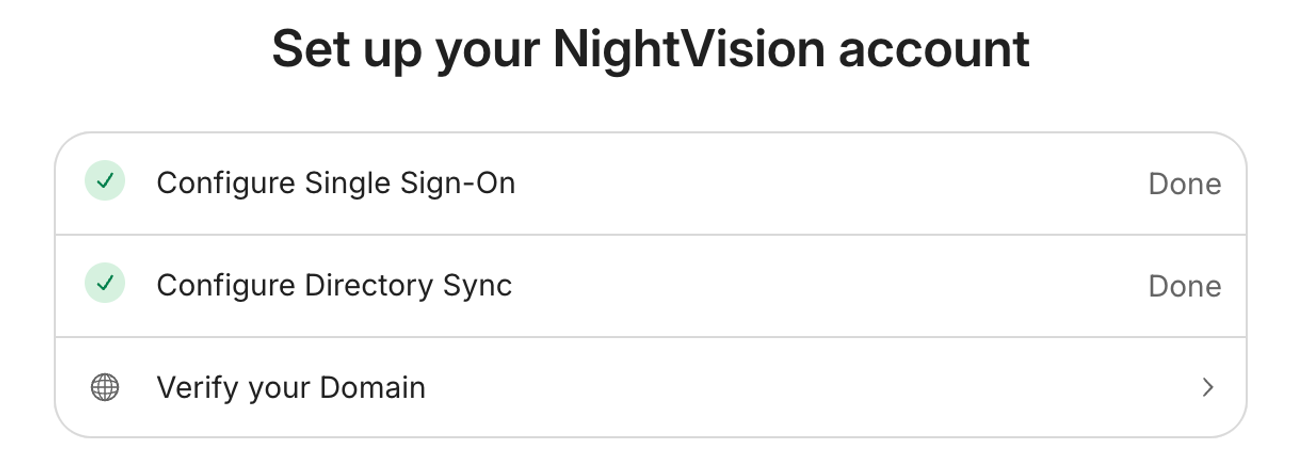 Set up your NightVision account
Configure Single Sign-On Done
Configure Directory Sync Done
Verify your Domain